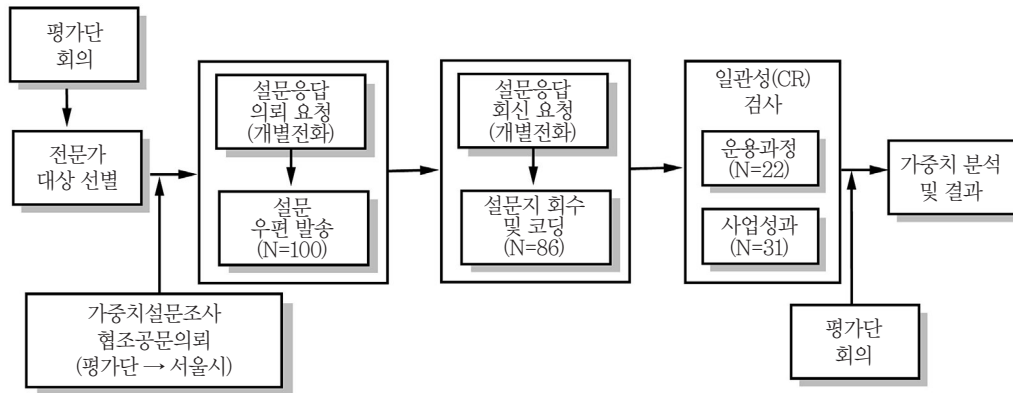 평가단
회의
전문가
대상 선별
가중치설문조사
협조공문의뢰
(평가단 → 서울시)
설문응답
의뢰 요청
(개별전화)
설문
우편 발송
(N=100)
설문응답
회신 요청
(개별전화)
설문지 회수
및 코딩
(N=86)
일관성(CR)
검사
운용과정
(N=22)
사업성과
(N=31)
평가단
회의
가중치 분석
및 결과